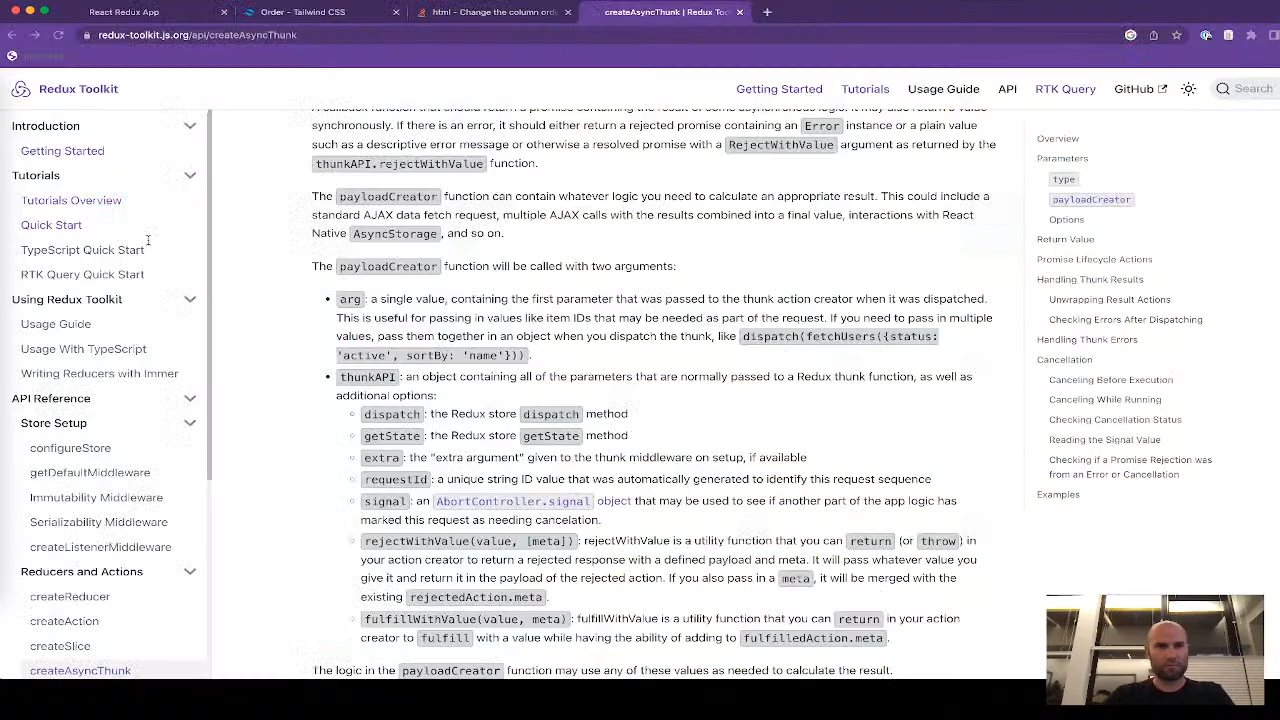 React Redux App
Order - Tailwind CSS
html - Change the column ord
createAsyncThunk | Redux Too
redux-toolkit.js.org/api/createAsyncThunk
Redux Toolkit
Getting Started
Tutorials
Usage Guide
API
RTK Query
GitHub
Search
Introduction
Getting Started
Tutorials
Tutorials Overview
Quick Start
TypeScript Quick Start
RTK Query Quick Start
Using Redux Toolkit
Usage Guide
Usage With TypeScript
Writing Reducers with Immer
API Reference
Store Setup
configureStore
getDefaultMiddleware
Immutability Middleware
Serializability Middleware
createListenerMiddleware
Reducers and Actions
createReducer
createAction
createSlice
createAsyncThunk
A callback function that should return a promise containing the result of some asynchronous logic. It may also return a value
synchronously. If there is an error, it should either return a rejected promise containing an Error instance or a plain value
such as a descriptive error message or otherwise a resolved promise with a RejectWithValue argument as returned by the
thunkAPI.rejectWithValue function.
The payloadCreator function can contain whatever logic you need to calculate an appropriate result. This could include a
standard AJAX data fetch request, multiple AJAX calls with the results combined into a final value, interactions with React
Native AsyncStorage, and so on.
The payloadCreator function will be called with two arguments:
• arg: a single value, containing the first parameter that was passed to the thunk action creator when it was dispatched.
This is useful for passing in values like item IDs that may be needed as part of the request. If you need to pass in multiple
values, pass them together in an object when you dispatch the thunk, like dispatch(fetchUsers({status:
'active', sortBy: 'name'})).
• thunkAPI: an object containing all of the parameters that are normally passed to a Redux thunk function, as well as
additional options:
◦ dispatch: the Redux store dispatch method
◦ getState: the Redux store getState method
◦ extra: the "extra argument" given to the thunk middleware on setup, if available
◦ requestId: a unique string ID value that was automatically generated to identify this request sequence
◦ signal: an AbortController.signal object that may be used to see if another part of the app logic has
marked this request as needing cancelation.
◦ rejectWithValue(value, [meta]): rejectWithValue is a utility function that you can return (or throw) in
your action creator to return a rejected response with a defined payload and meta. It will pass whatever value you
give it and return it in the payload of the rejected action. If you also pass in a meta, it will be merged with the
existing rejectedAction.meta.
◦ fulfillWithValue(value, meta): fulfillWithValue is a utility function that you can return in your action
creator to fulfill with a value while having the ability of adding to fulfilledAction.meta.
The logic in the payloadCreator function may use any of these values as needed to calculate the result.
Overview
Parameters
type
payloadCreator
Options
Return Value
Promise Lifecycle Actions
Handling Thunk Results
Unwrapping Result Actions
Checking Errors After Dispatching
Handling Thunk Errors
Cancellation
Canceling Before Execution
Canceling While Running
Checking Cancellation Status
Reading the Signal Value
Checking if a Promise Rejection was
from an Error or Cancellation
Examples